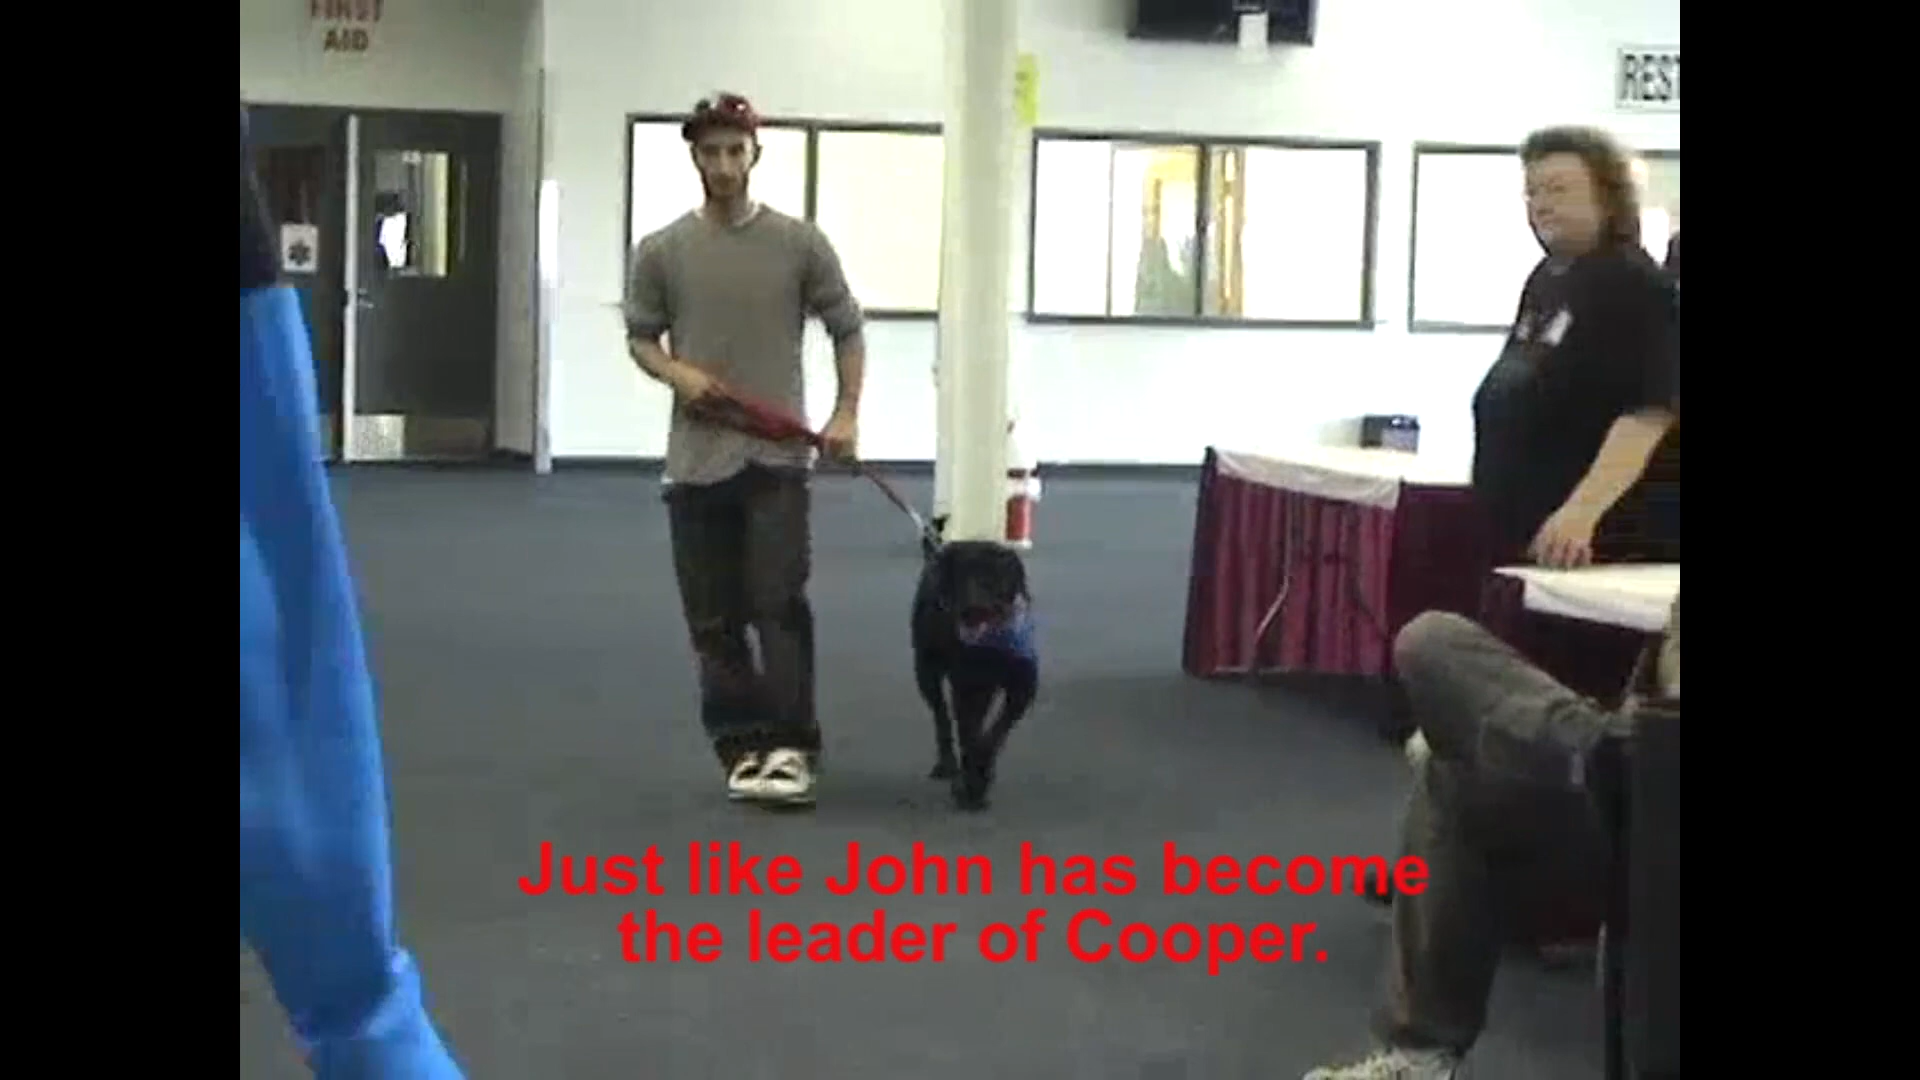 FIRST
AID
REST
Just like John has become
the leader of Cooper.